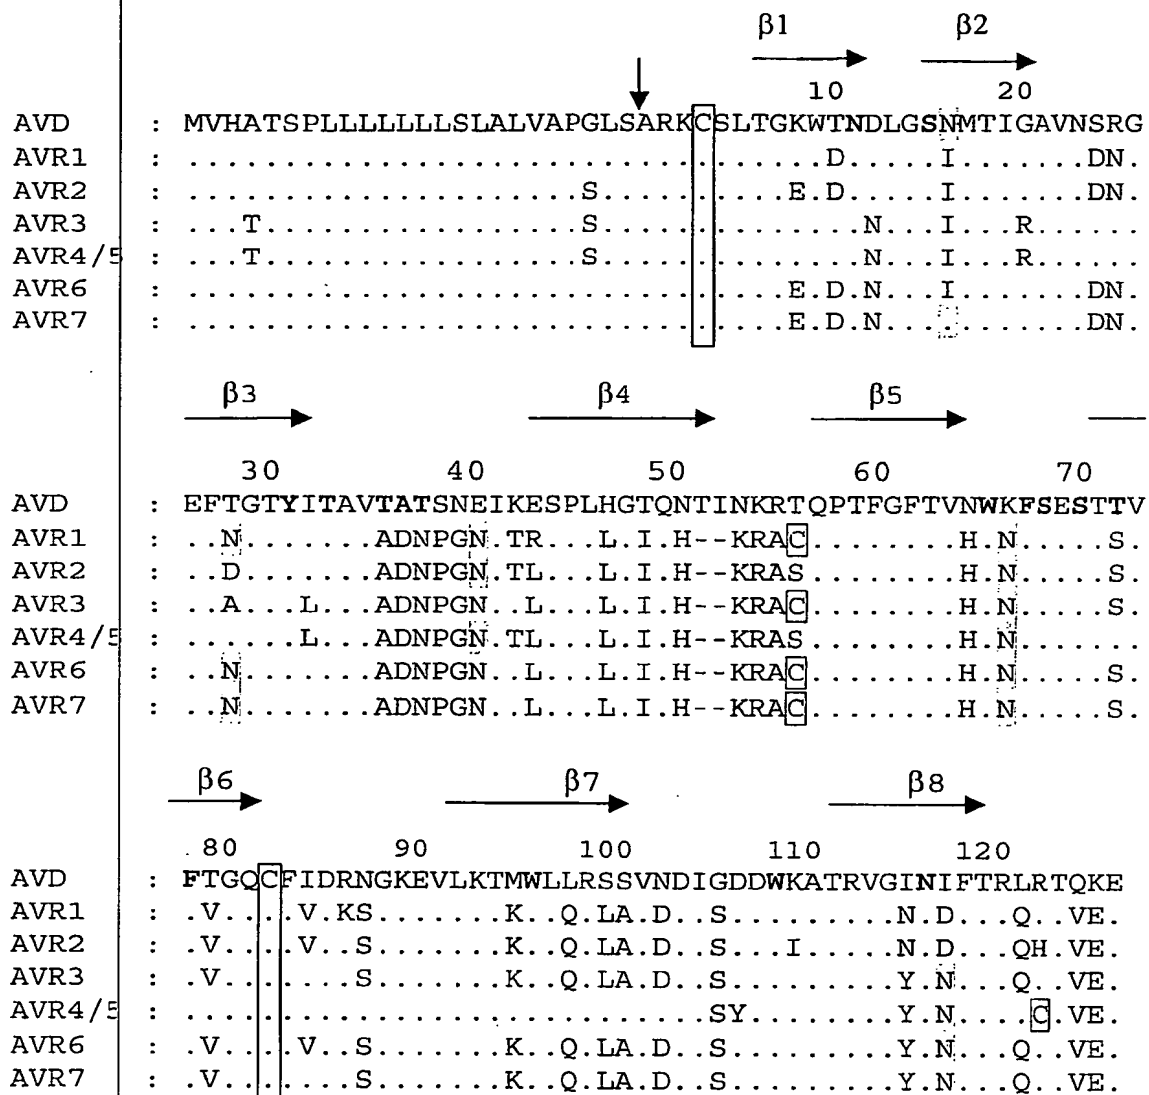 β1 β2
10 20
AVD : MVHATSPLLLLLLLSLALVAPGLSARKCSLTGKWTNDLGSNMTIGAVNSRG
AVR1 : ..................................D.....I.......DN.
AVR2 : .....................S..........E.D.....I.......DN.
AVR3 : ...T.................S..............N...I...R......
AVR4/5 : ...T.................S..............N...I...R......
AVR6 : ................................E.D.N...I.......DN.
AVR7 : ................................E.D.N...........DN.
β3 β4 β5
30 40 50 60 70
AVD : EFTGTYITAVTATSNEIKESPLHGTQNTINKRTQPTFGFTVNWKFSESTTV
AVR1 : ..N.......ADNPGN.TR...L.I.H--KRAC........H.N.....S.
AVR2 : ..D.......ADNPGN.TL...L.I.H--KRAS........H.N.....S.
AVR3 : ..A...L...ADNPGN..L...L.I.H--KRAC........H.N.....S.
AVR4/5 : ......L...ADNPGN.TL...L.I.H--KRAS........H.N.......
AVR6 : ..N.......ADNPGN..L...L.I.H--KRAC........H.N.....S.
AVR7 : ..N.......ADNPGN..L...L.I.H--KRAC........H.N.....S.
β6 β7 β8
80 90 100 110 120
AVD : FTGQCFIDRNGKEVLKTMWLLRSSVNDIGDDWKATRVGINIFTRLRTQKE
AVR1 : .V....V.KS.......K..Q.LA.D..S.........N.D...Q..VE.
AVR2 : .V....V..S.......K..Q.LA.D..S...I.....N.D...QH.VE.
AVR3 : .V.......S.......K..Q.LA.D..S.........Y.N...Q..VE.
AVR4/5 : ............................SY........Y.N....C.VE.
AVR6 : .V....V..S.......K..Q.LA.D..S.........Y.N...Q..VE.
AVR7 : .V.......S.......K..Q.LA.D..S.........Y.N...Q..VE.